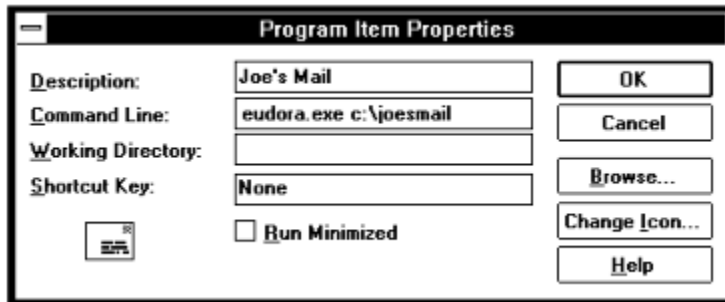 Program Item Properties
Description: Joe's Mail
Command Line: eudora.exe c:\joesmail
Working Directory:
Shortcut Key: None
Run Minimized
OK
Cancel
Browse...
Change Icon...
Help